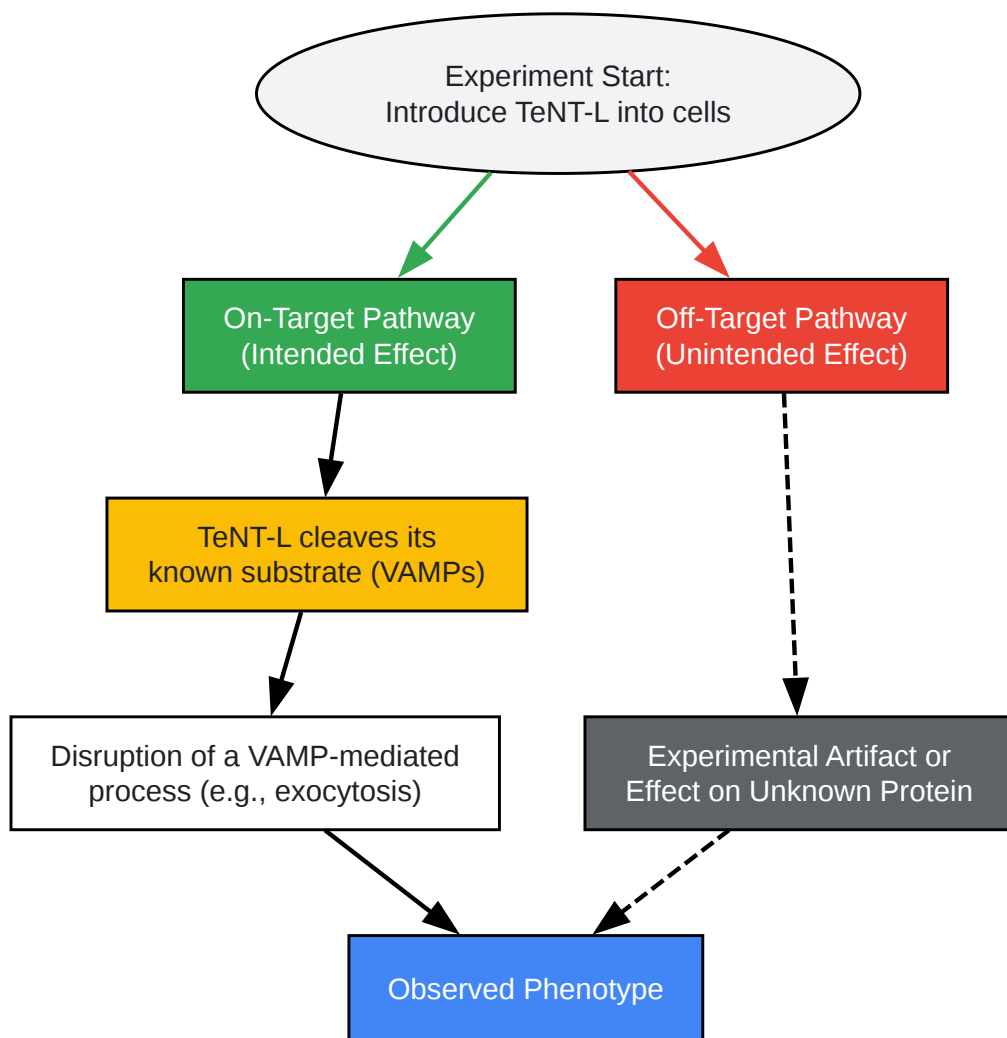 Experiment Start:
Introduce TeNT-L into cells
On-Target Pathway
(Intended Effect)
Off-Target Pathway
(Unintended Effect)
TeNT-L cleaves its
known substrate (VAMPs)
Disruption of a VAMP-mediated
process (e.g., exocytosis)
Experimental Artifact or
Effect on Unknown Protein
Observed Phenotype